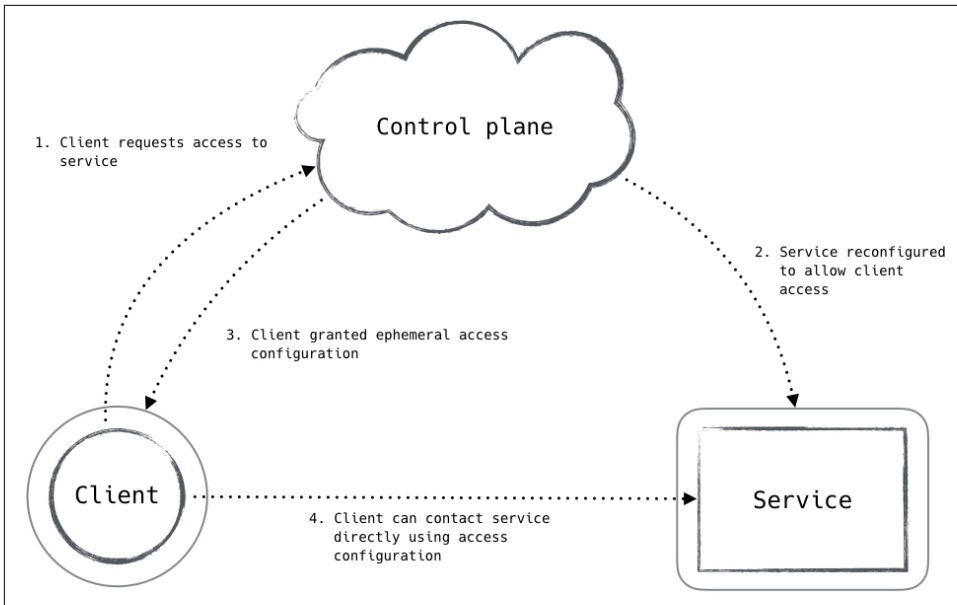 Control plane
1. Client requests access to
service
2. Service reconfigured
to allow client
access
3. Client granted ephemeral access
configuration
Client
Service
4. Client can contact service
directly using access
configuration